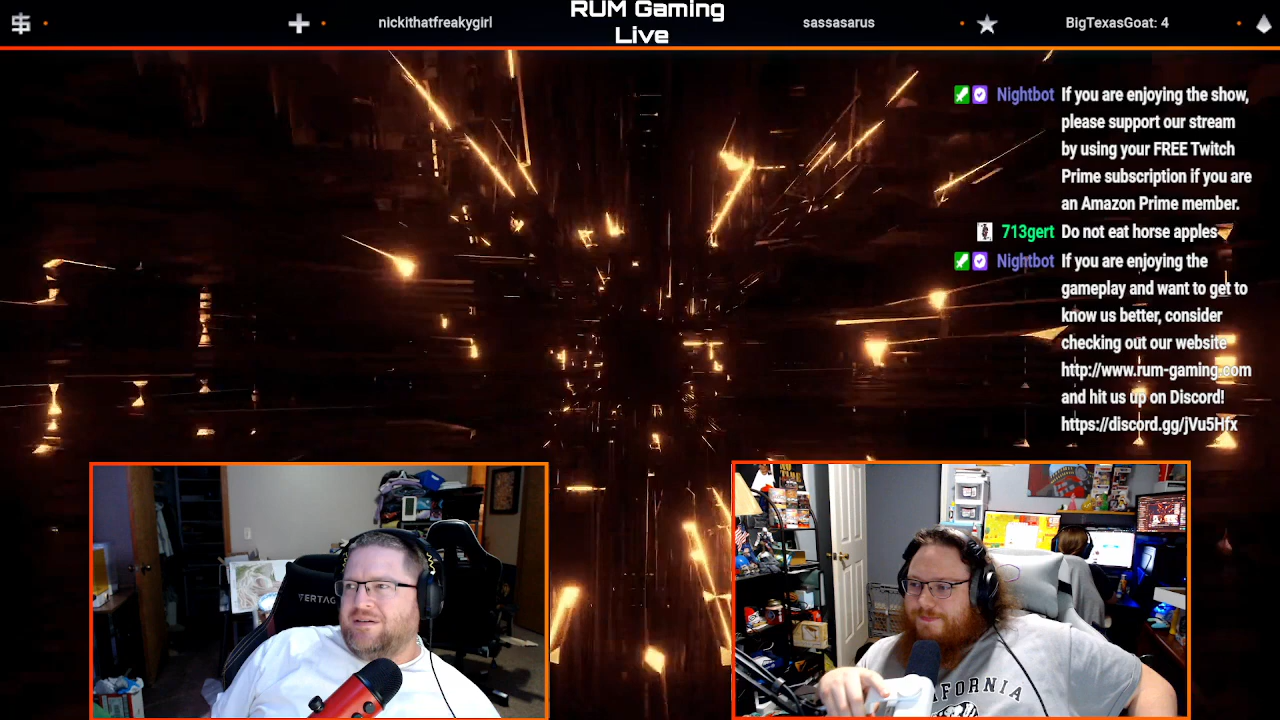 nickithatfreakygirl
RUM Gaming
Live
sassasarus
BigTexasGoat: 4
Nightbot If you are enjoying the show,
please support our stream
by using your FREE Twitch
Prime subscription if you are
an Amazon Prime member.
713gert Do not eat horse apples
Nightbot If you are enjoying the
gameplay and want to get to
know us better, consider
checking out our website
http://www.rum-gaming.com
and hit us up on Discord!
https://discord.gg/jVu5Hfx